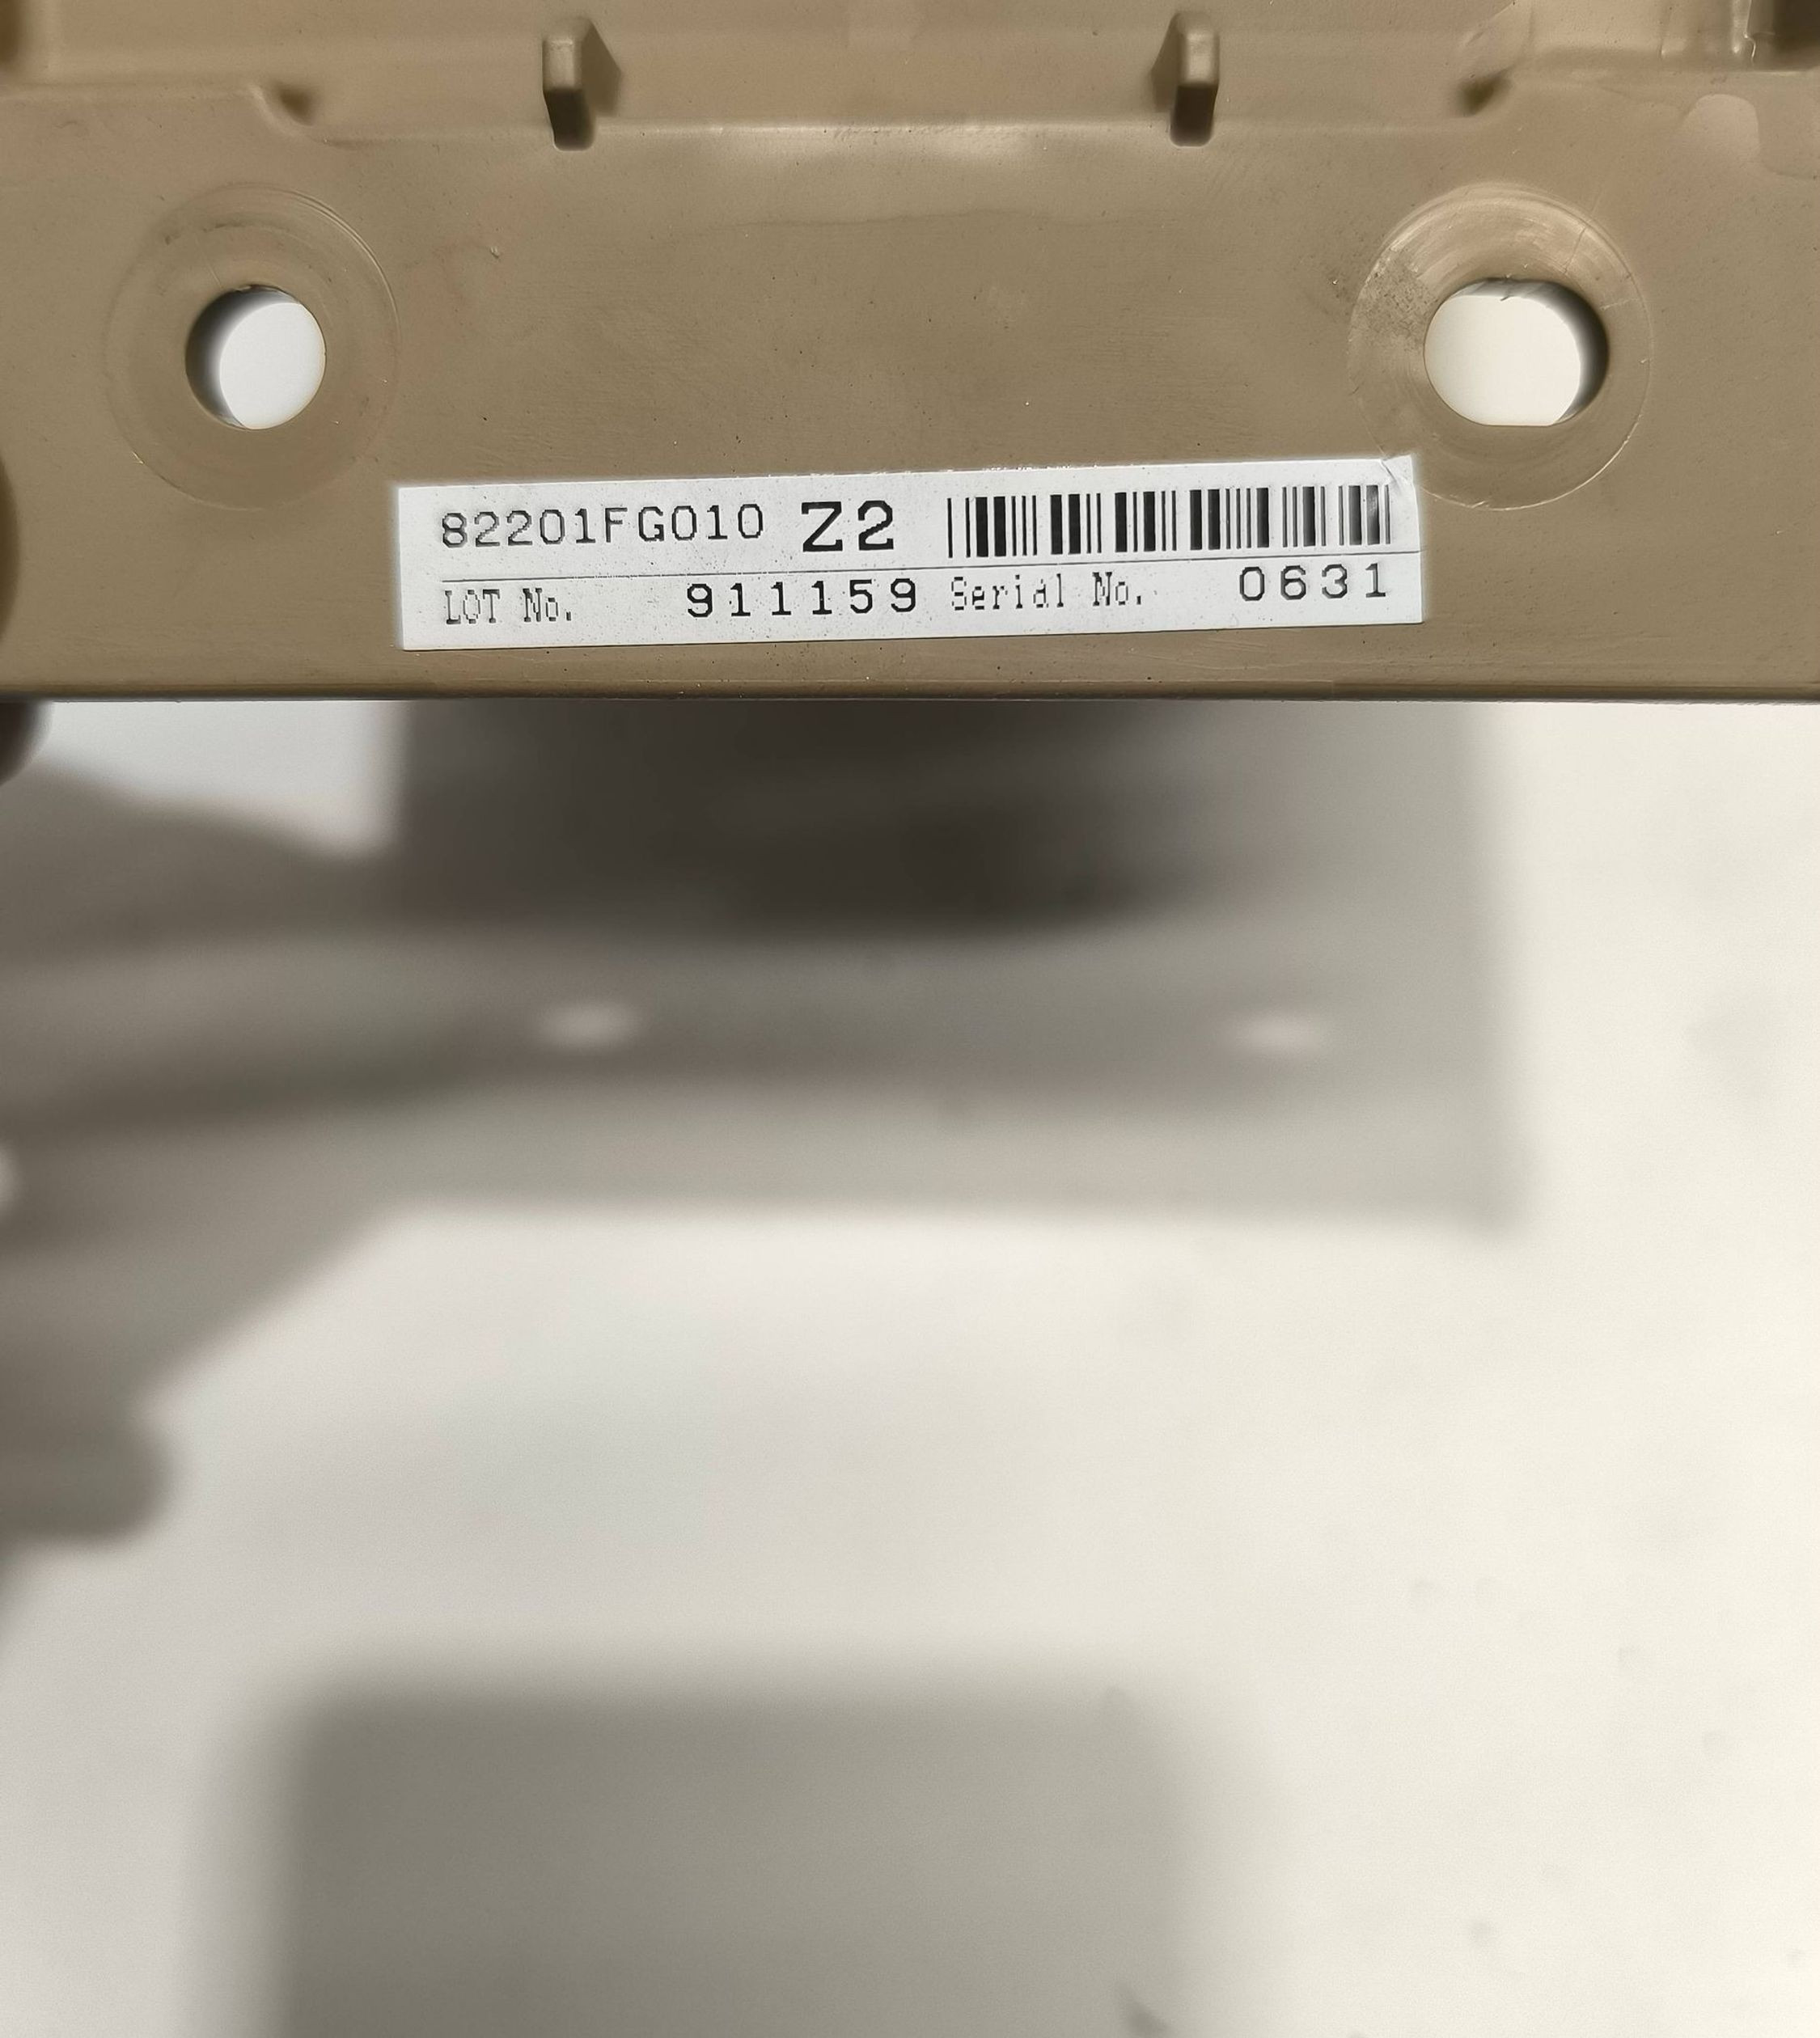 82201FG010 Z2
LOT No. 911159 Serial No. 0631